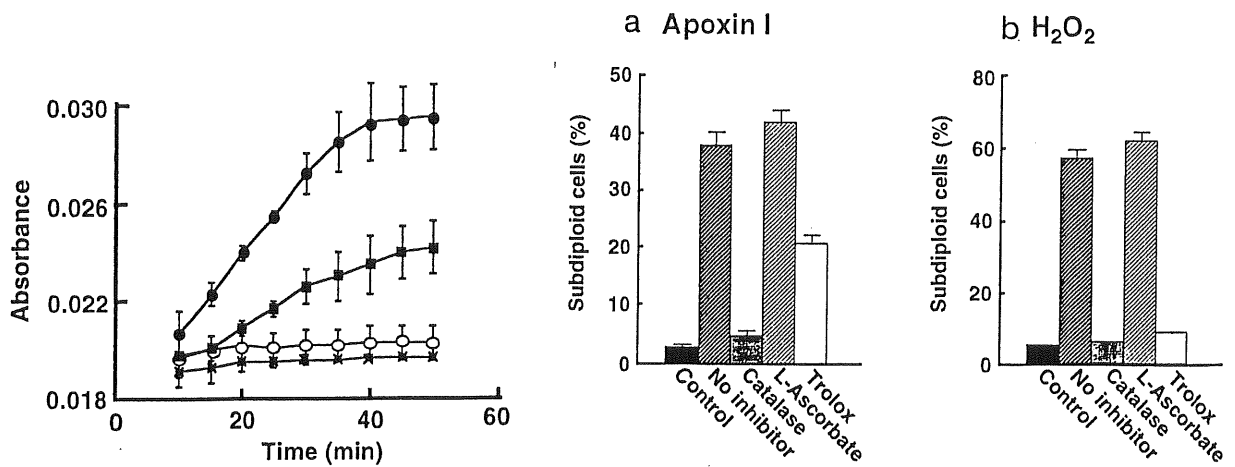 0.030
0.026
0.022
0.018
Absorbance
0 20 40 60
Time (min)
a Apoxin I
50
40
30
20
10
0
Subdiploid cells (%)
Control
No inhibitor
Catalase
L-Ascorbate
Trolox
b H₂O₂
80
60
40
20
0
Subdiploid cells (%)
Control
No inhibitor
Catalase
L-Ascorbate
Trolox